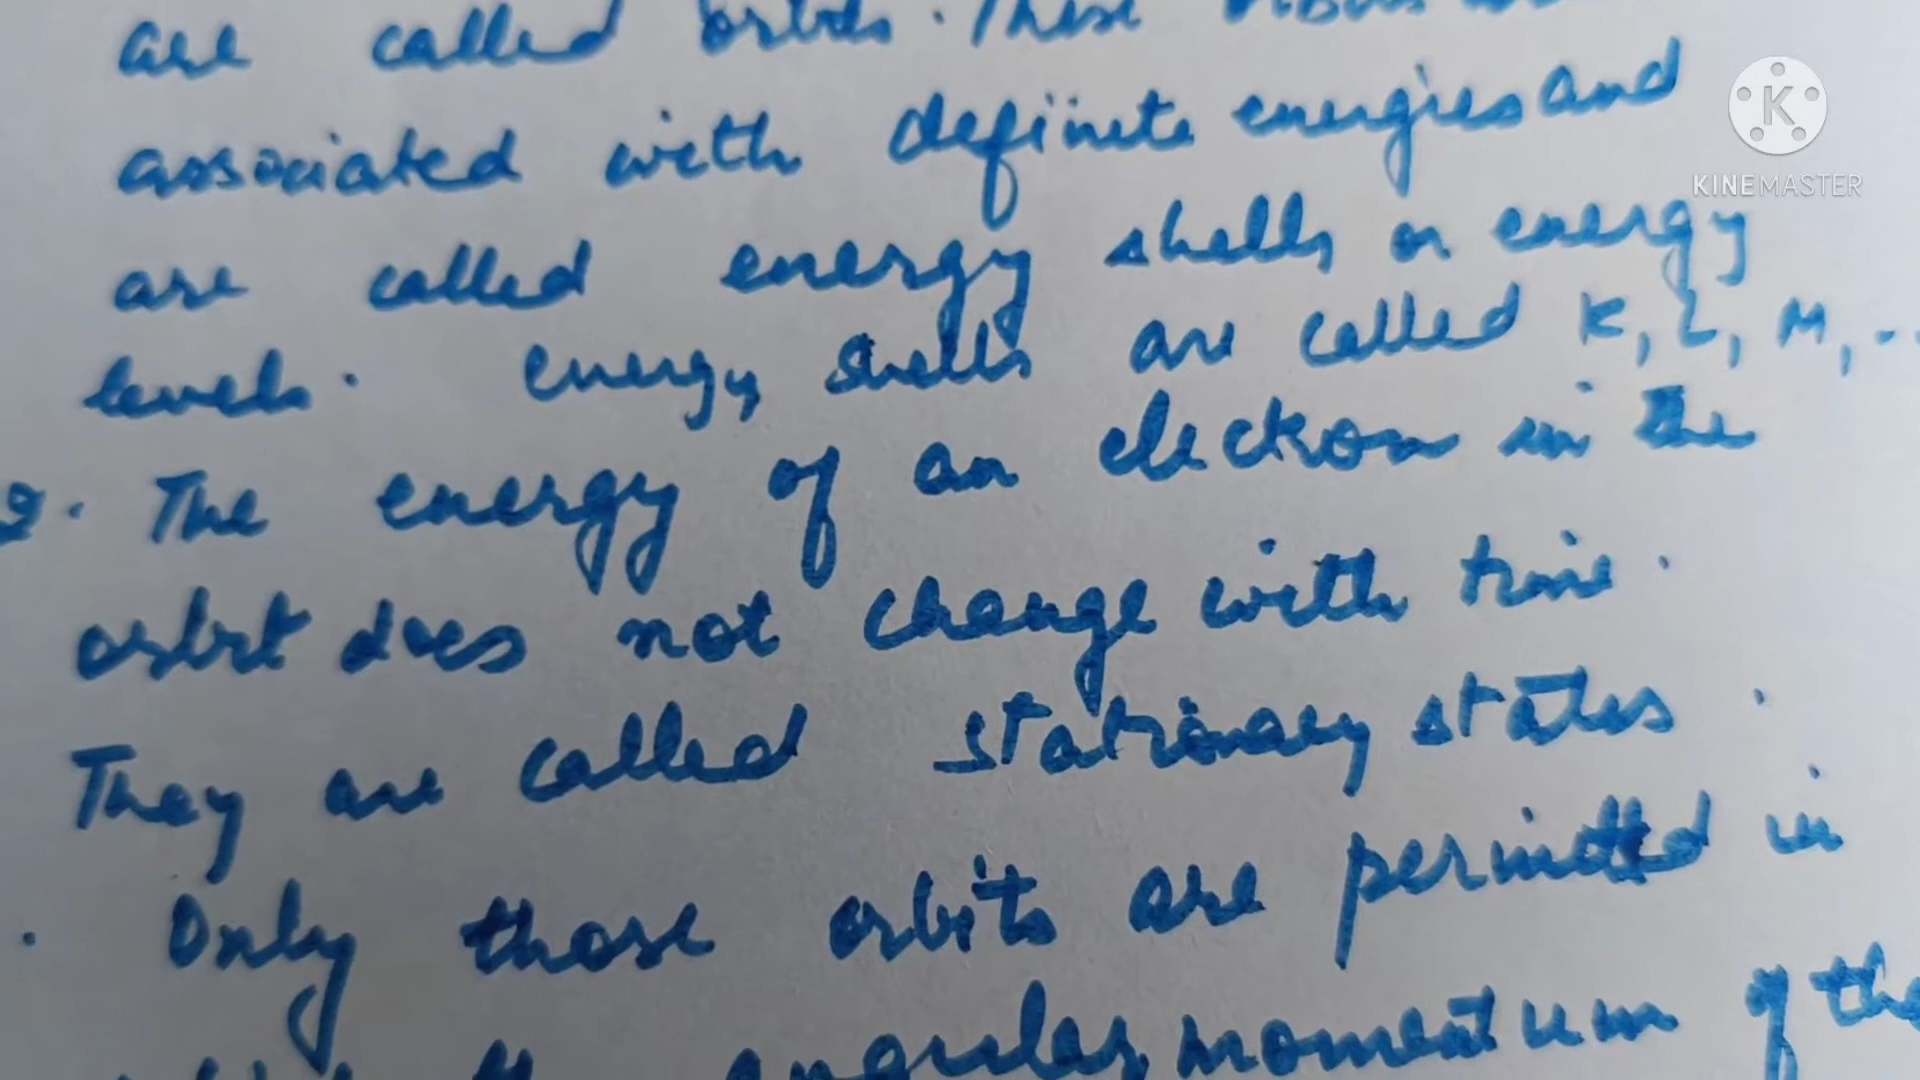 are called orbits. These
associated with definite energies and
are called energy shells or energy
levels. energy shells are called K, L, M, ..
2. The energy of an electron in the
orbit does not change with time.
They are called stationary states.
. Only those orbits are permitted in
angular momentum of the
KINEMASTER